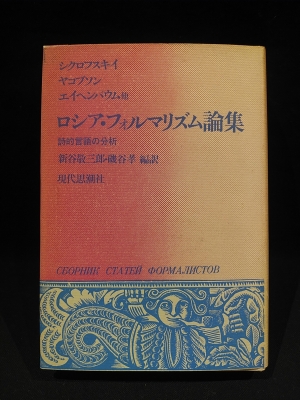 シクロフスキイ
ヤコブソン
エイヘンバウム他
ロシア・フォルマリズム論集
詩的言語の分析
新谷敬三郎・磯谷孝 編訳
現代思潮社
СБОРНИК СТАТЕЙ ФОРМАЛИСТОВ